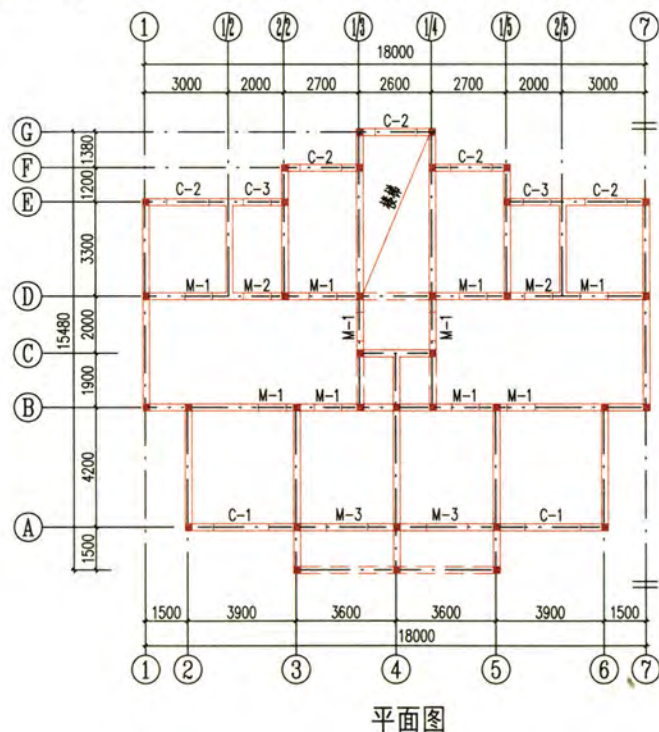 1 1/2 2/2 1/3 1/4 1/5 2/5 7
18000
3000 2000 2700 2600 2700 2000 3000
G C-2
1380
F C-2 C-2
1200
E C-2 C-3 C-3 C-2
楼梯
3300
D M-1 M-2 M-1 M-1 M-2 M-1
15480
2000
M-1 M-1
C
1900
B M-1 M-1 M-1 M-1
4200
A C-1 M-3 M-3 C-1
1500
1500 3900 3600 3600 3900 1500
18000
1 2 3 4 5 6 7
平面图